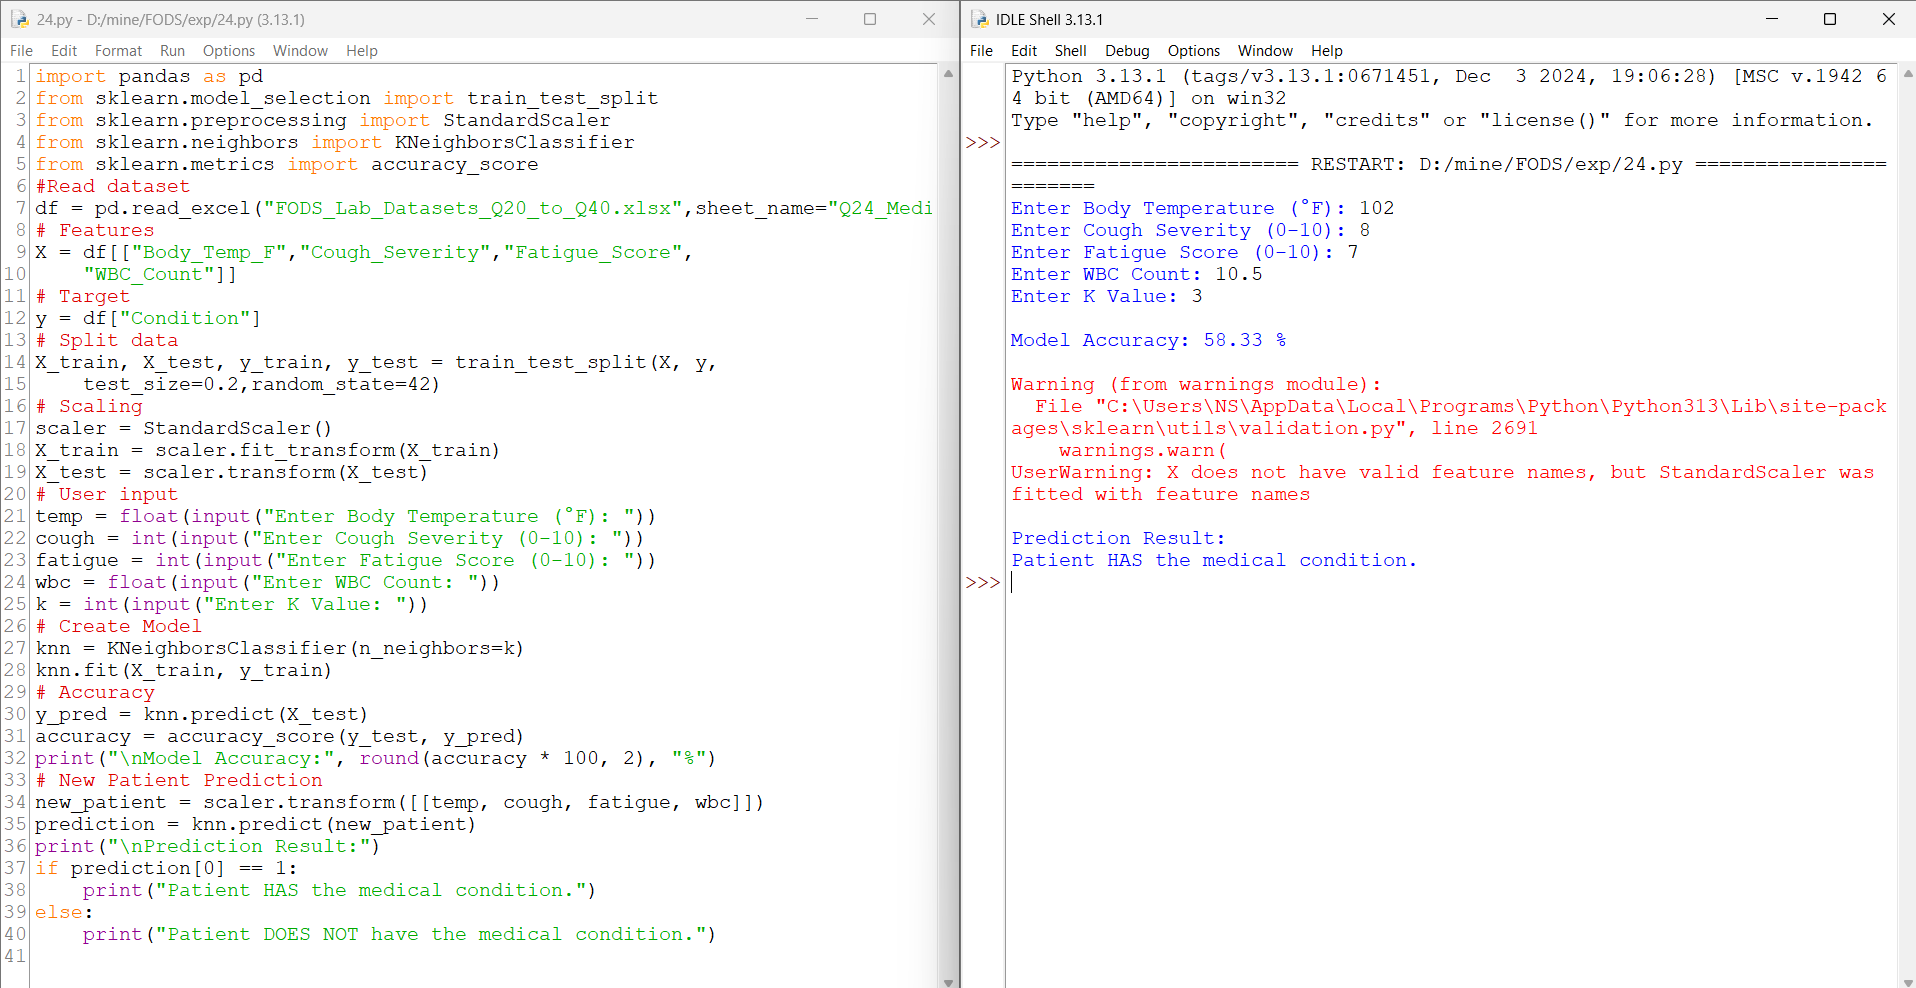 24.py - D:/mine/FODS/exp/24.py (3.13.1)
File Edit Format Run Options Window Help
1 import pandas as pd
2 from sklearn.model_selection import train_test_split
3 from sklearn.preprocessing import StandardScaler
4 from sklearn.neighbors import KNeighborsClassifier
5 from sklearn.metrics import accuracy_score
6 #Read dataset
7 df = pd.read_excel("FODS_Lab_Datasets_Q20_to_Q40.xlsx",sheet_name="Q24_Medi
8 # Features
9 X = df[["Body_Temp_F","Cough_Severity","Fatigue_Score",
10     "WBC_Count"]]
11 # Target
12 y = df["Condition"]
13 # Split data
14 X_train, X_test, y_train, y_test = train_test_split(X, y,
15     test_size=0.2,random_state=42)
16 # Scaling
17 scaler = StandardScaler()
18 X_train = scaler.fit_transform(X_train)
19 X_test = scaler.transform(X_test)
20 # User input
21 temp = float(input("Enter Body Temperature (°F): "))
22 cough = int(input("Enter Cough Severity (0-10): "))
23 fatigue = int(input("Enter Fatigue Score (0-10): "))
24 wbc = float(input("Enter WBC Count: "))
25 k = int(input("Enter K Value: "))
26 # Create Model
27 knn = KNeighborsClassifier(n_neighbors=k)
28 knn.fit(X_train, y_train)
29 # Accuracy
30 y_pred = knn.predict(X_test)
31 accuracy = accuracy_score(y_test, y_pred)
32 print("\nModel Accuracy:", round(accuracy * 100, 2), "%")
33 # New Patient Prediction
34 new_patient = scaler.transform([[temp, cough, fatigue, wbc]])
35 prediction = knn.predict(new_patient)
36 print("\nPrediction Result:")
37 if prediction[0] == 1:
38     print("Patient HAS the medical condition.")
39 else:
40     print("Patient DOES NOT have the medical condition.")
41
IDLE Shell 3.13.1
File Edit Shell Debug Options Window Help
Python 3.13.1 (tags/v3.13.1:0671451, Dec  3 2024, 19:06:28) [MSC v.1942 6
4 bit (AMD64)] on win32
Type "help", "copyright", "credits" or "license()" for more information.
>>>
======================== RESTART: D:/mine/FODS/exp/24.py ================
=======
Enter Body Temperature (°F): 102
Enter Cough Severity (0-10): 8
Enter Fatigue Score (0-10): 7
Enter WBC Count: 10.5
Enter K Value: 3
Model Accuracy: 58.33 %
Warning (from warnings module):
  File "C:\Users\NS\AppData\Local\Programs\Python\Python313\Lib\site-pack
ages\sklearn\utils\validation.py", line 2691
    warnings.warn(
UserWarning: X does not have valid feature names, but StandardScaler was
fitted with feature names
Prediction Result:
Patient HAS the medical condition.
>>>